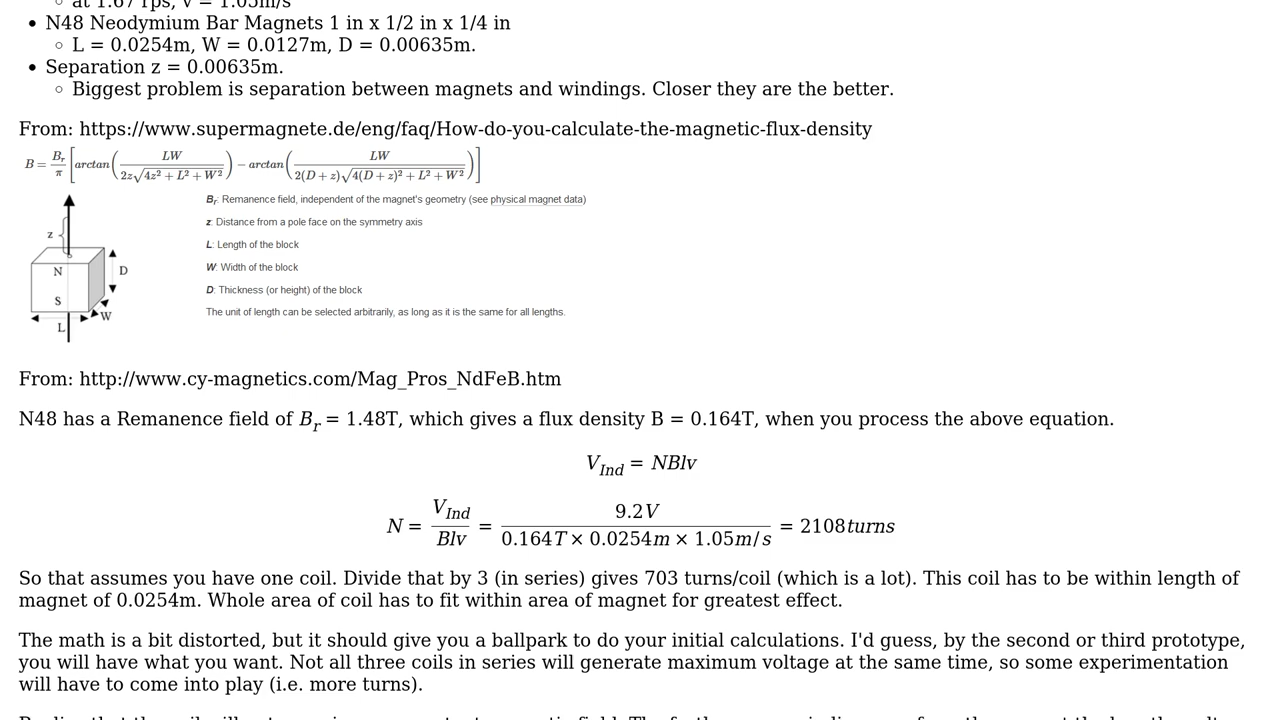 ◦ at 1.67 rps, v = 1.05m/s
• N48 Neodymium Bar Magnets 1 in x 1/2 in x 1/4 in
◦ L = 0.0254m, W = 0.0127m, D = 0.00635m.
• Separation z = 0.00635m.
◦ Biggest problem is separation between magnets and windings. Closer they are the better.
From: https://www.supermagnete.de/eng/faq/How-do-you-calculate-the-magnetic-flux-density
B = B_r/π [arctan(LW / 2z√(4z² + L² + W²)) − arctan(LW / 2(D + z)√(4(D + z)² + L² + W²))]
B_r: Remanence field, independent of the magnet's geometry (see physical magnet data)
z
z: Distance from a pole face on the symmetry axis
L: Length of the block
N
D
W: Width of the block
D: Thickness (or height) of the block
S
W
The unit of length can be selected arbitrarily, as long as it is the same for all lengths.
L
From: http://www.cy-magnetics.com/Mag_Pros_NdFeB.htm
N48 has a Remanence field of B_r = 1.48T, which gives a flux density B = 0.164T, when you process the above equation.
V_Ind = NBlv
N = V_Ind / Blv = 9.2V / 0.164T × 0.0254m × 1.05m/s = 2108turns
So that assumes you have one coil. Divide that by 3 (in series) gives 703 turns/coil (which is a lot). This coil has to be within length of
magnet of 0.0254m. Whole area of coil has to fit within area of magnet for greatest effect.
The math is a bit distorted, but it should give you a ballpark to do your initial calculations. I'd guess, by the second or third prototype,
you will have what you want. Not all three coils in series will generate maximum voltage at the same time, so some experimentation
will have to come into play (i.e. more turns).